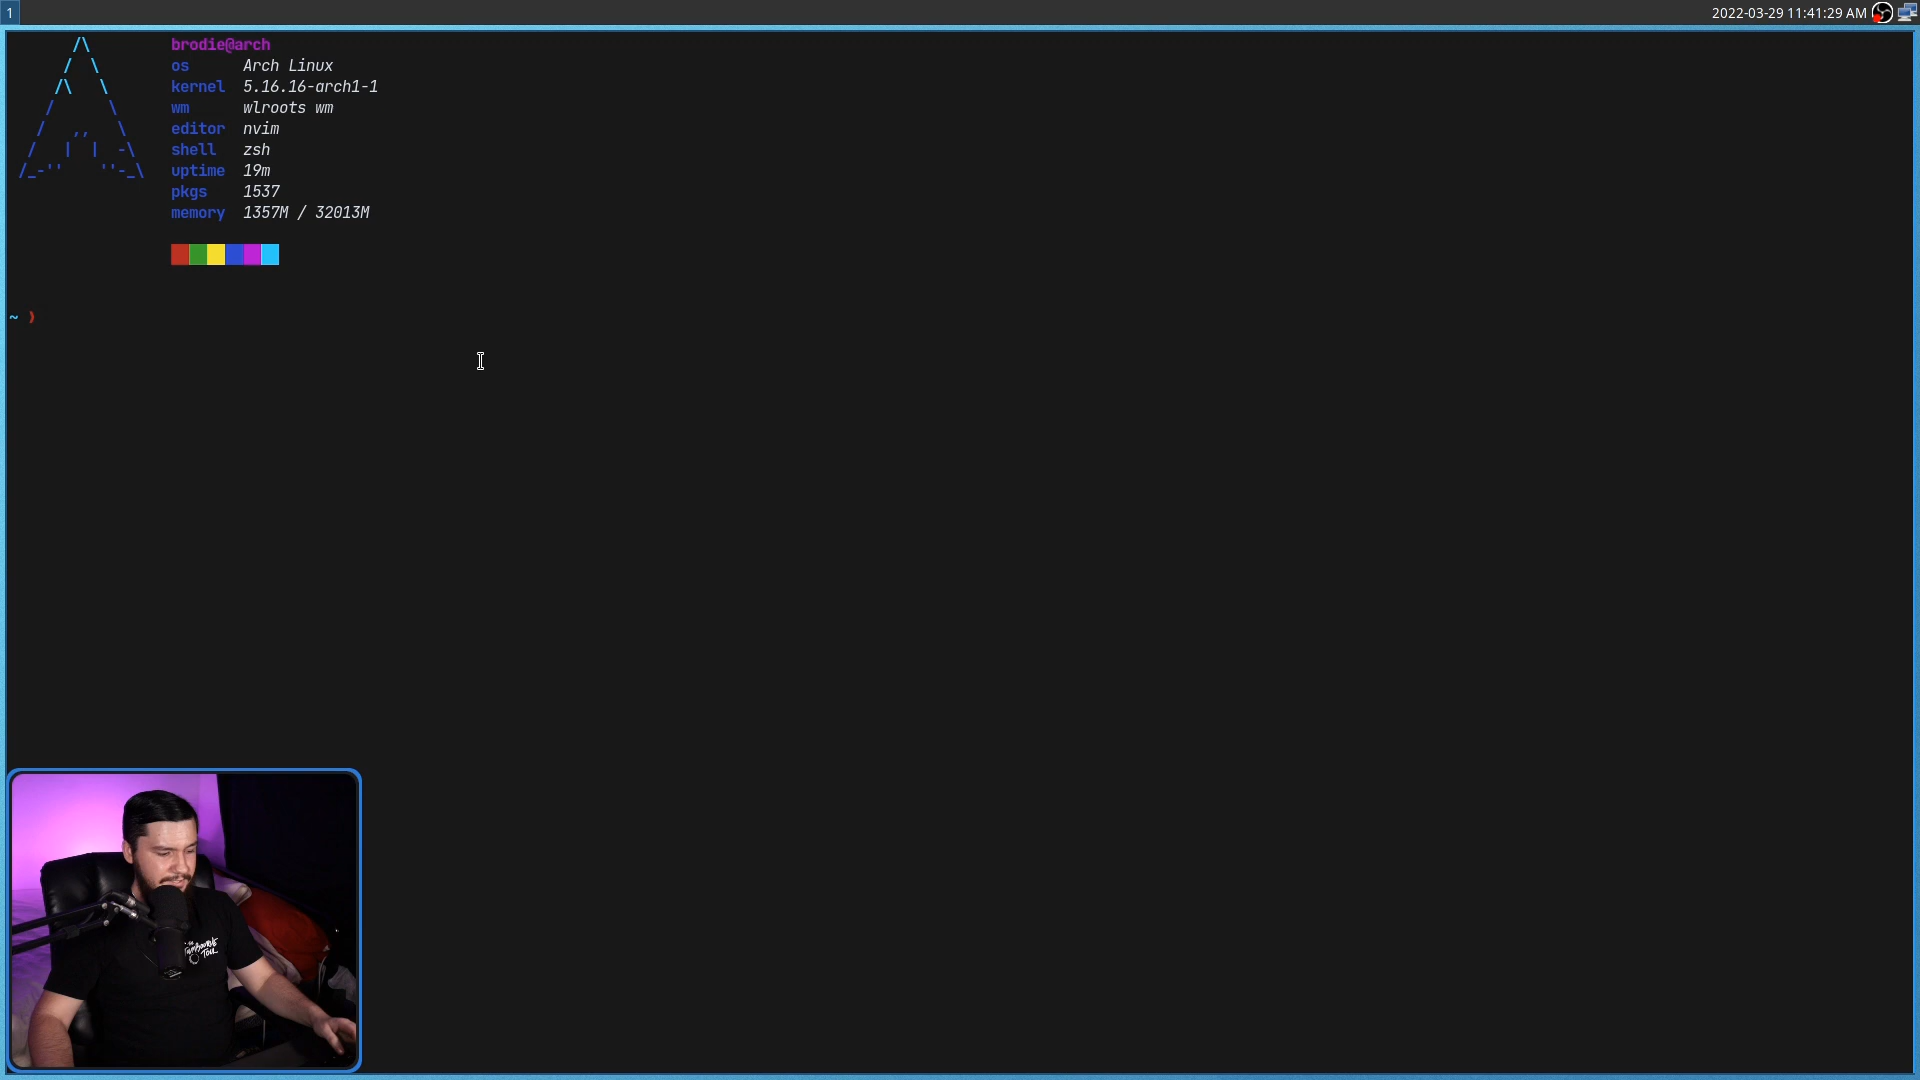 1
2022-03-29 11:41:29 AM
brodie@arch
os Arch Linux
kernel 5.16.16-arch1-1
wm wlroots wm
editor nvim
shell zsh
uptime 19m
pkgs 1537
memory 1357M / 32013M
~ ❩
TOUR